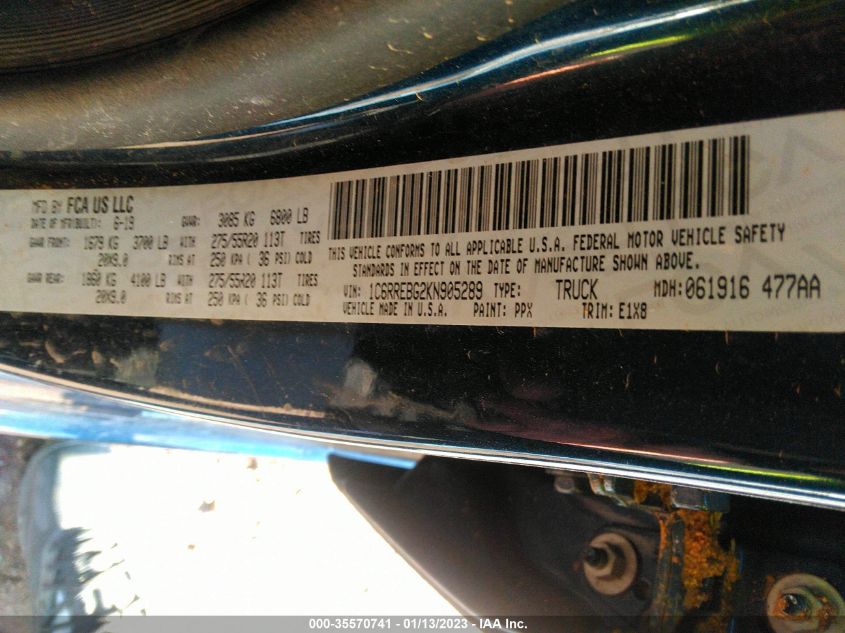 MFD BY FCA US LLC
DATE OF MFR(BUILT): 6-19 GVWR: 3085 KG 6800 LB
GAWR FRONT: 1679 KG 3700 LB WITH 275/55R20 113T TIRES
20X9.0 RIMS AT 250 KPA ( 36 PSI) COLD
GAWR REAR: 1860 KG 4100 LB WITH 275/55R20 113T TIRES
20X9.0 RIMS AT 250 KPA ( 36 PSI) COLD
THIS VEHICLE CONFORMS TO ALL APPLICABLE U.S.A. FEDERAL MOTOR VEHICLE SAFETY
STANDARDS IN EFFECT ON THE DATE OF MANUFACTURE SHOWN ABOVE.
VIN: 1C6RREBG2KN905289 TYPE: TRUCK MDH: 061916 477AA
VEHICLE MADE IN U.S.A. PAINT: PPX TRIM: E1X8
000-35570741 - 01/13/2023 - IAA Inc.